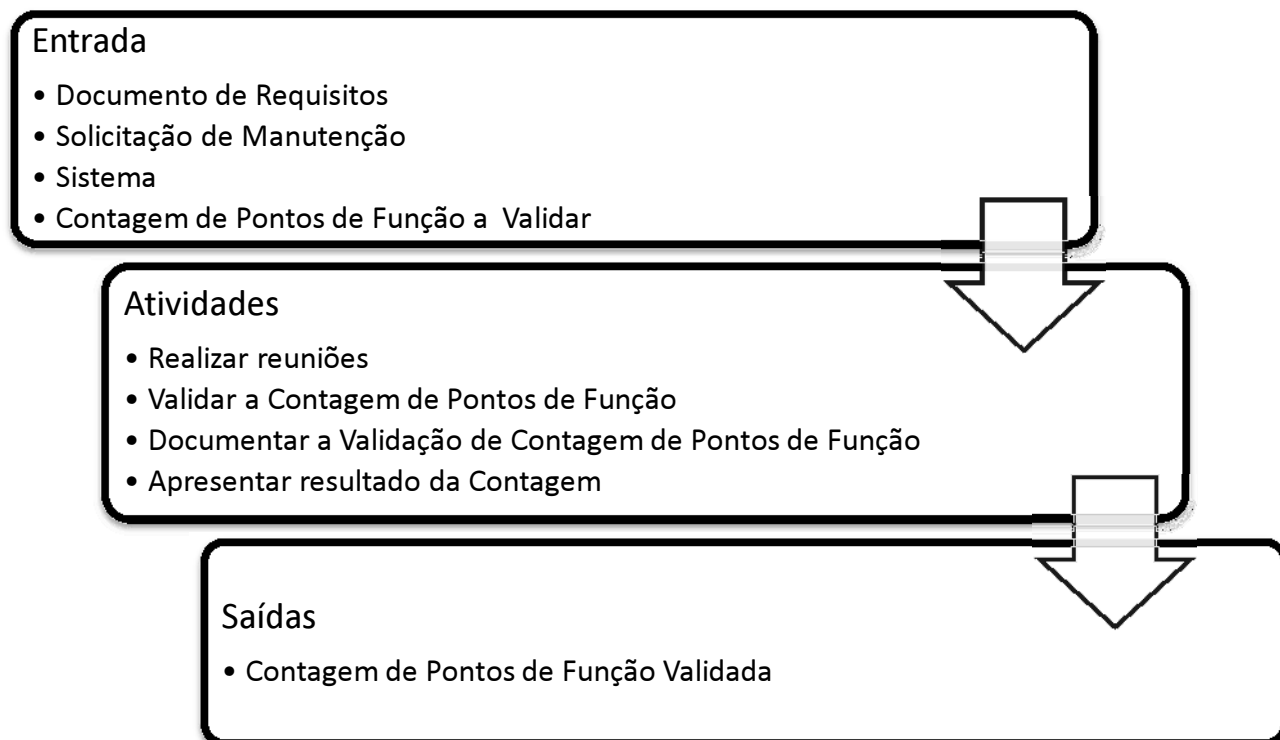 Entrada
• Documento de Requisitos
• Solicitação de Manutenção
• Sistema
• Contagem de Pontos de Função a Validar
Atividades
• Realizar reuniões
• Validar a Contagem de Pontos de Função
• Documentar a Validação de Contagem de Pontos de Função
• Apresentar resultado da Contagem
Saídas
• Contagem de Pontos de Função Validada